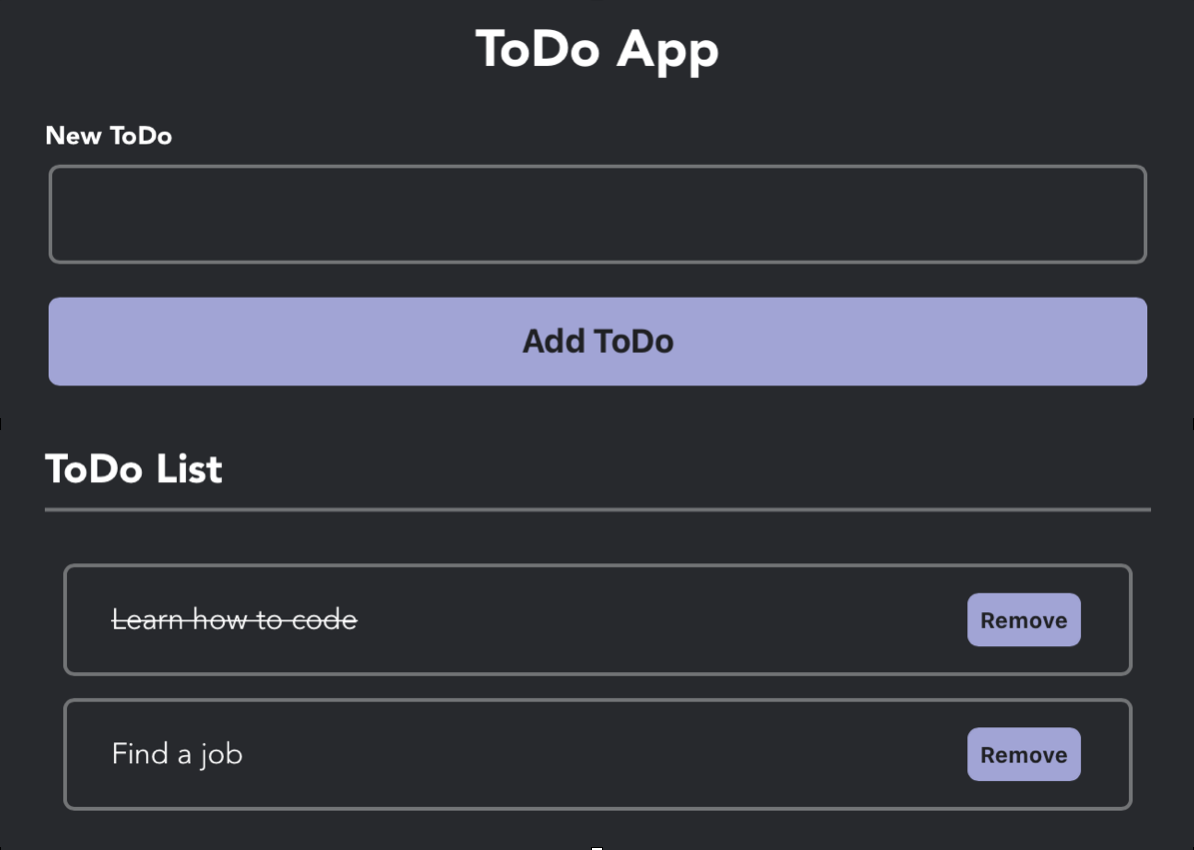 ToDo App
New ToDo
Add ToDo
ToDo List
Learn how to code
Remove
Find a job
Remove